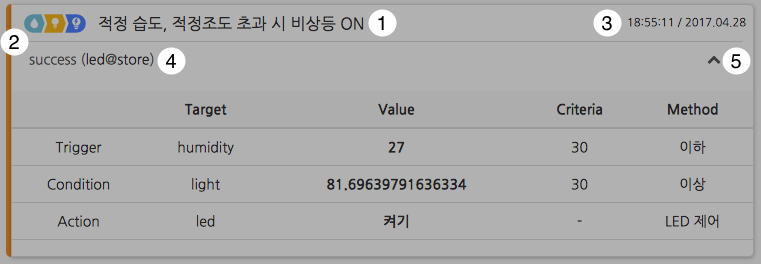 적정 습도, 적정조도 초과 시 비상등 ON 1 3 18:55:11 / 2017.04.28
2
success (led@store) 4 5
Target Value Criteria Method
Trigger humidity 27 30 이하
Condition light 81.69639791636334 30 이상
Action led 켜기 - LED 제어